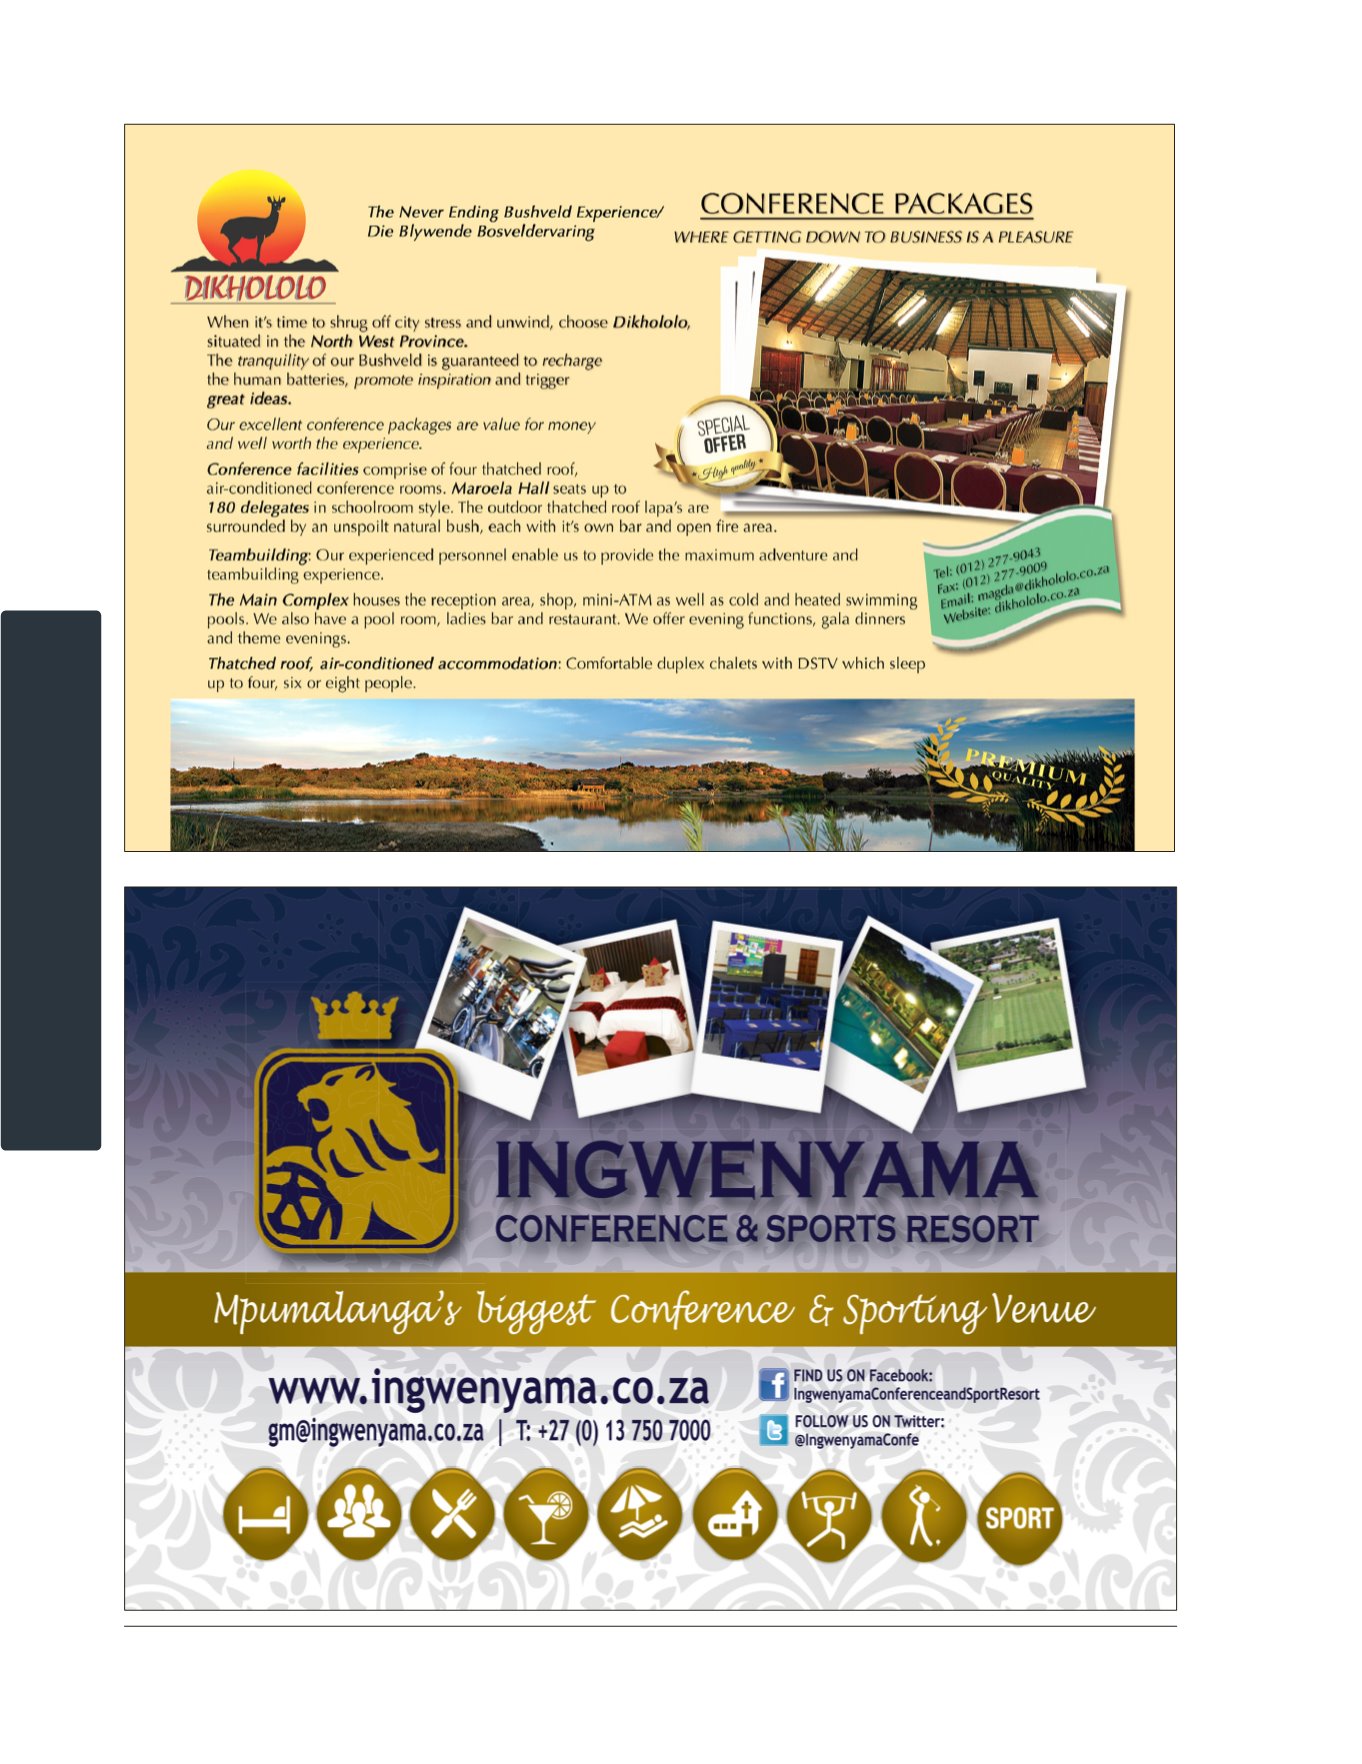 DIKHOLOLO
The Never Ending Bushveld Experience/
Die Blywende Bosveldervaring
CONFERENCE PACKAGES
WHERE GETTING DOWN TO BUSINESS IS A PLEASURE
When it's time to shrug off city stress and unwind, choose Dikhololo,
situated in the North West Province.
The tranquility of our Bushveld is guaranteed to recharge
the human batteries, promote inspiration and trigger
great ideas.
Our excellent conference packages are value for money
and well worth the experience.
Conference facilities comprise of four thatched roof,
air-conditioned conference rooms. Maroela Hall seats up to
180 delegates in schoolroom style. The outdoor thatched roof lapa's are
surrounded by an unspoilt natural bush, each with it's own bar and open fire area.
Teambuilding: Our experienced personnel enable us to provide the maximum adventure and
teambuilding experience.
The Main Complex houses the reception area, shop, mini-ATM as well as cold and heated swimming
pools. We also have a pool room, ladies bar and restaurant. We offer evening functions, gala dinners
and theme evenings.
Thatched roof, air-conditioned accommodation: Comfortable duplex chalets with DSTV which sleep
up to four, six or eight people.
SPECIAL
OFFER
High quality
Tel: (012) 277-9043
Fax: (012) 277-9009
Email: magda@dikhololo.co.za
Website: dikhololo.co.za
PREMIUM
QUALITY
INGWENYAMA
CONFERENCE & SPORTS RESORT
Mpumalanga's biggest Conference & Sporting Venue
www.ingwenyama.co.za
gm@ingwenyama.co.za | T: +27 (0) 13 750 7000
FIND US ON Facebook:
IngwenyamaConferenceandSportResort
FOLLOW US ON Twitter:
@IngwenyamaConfe
SPORT